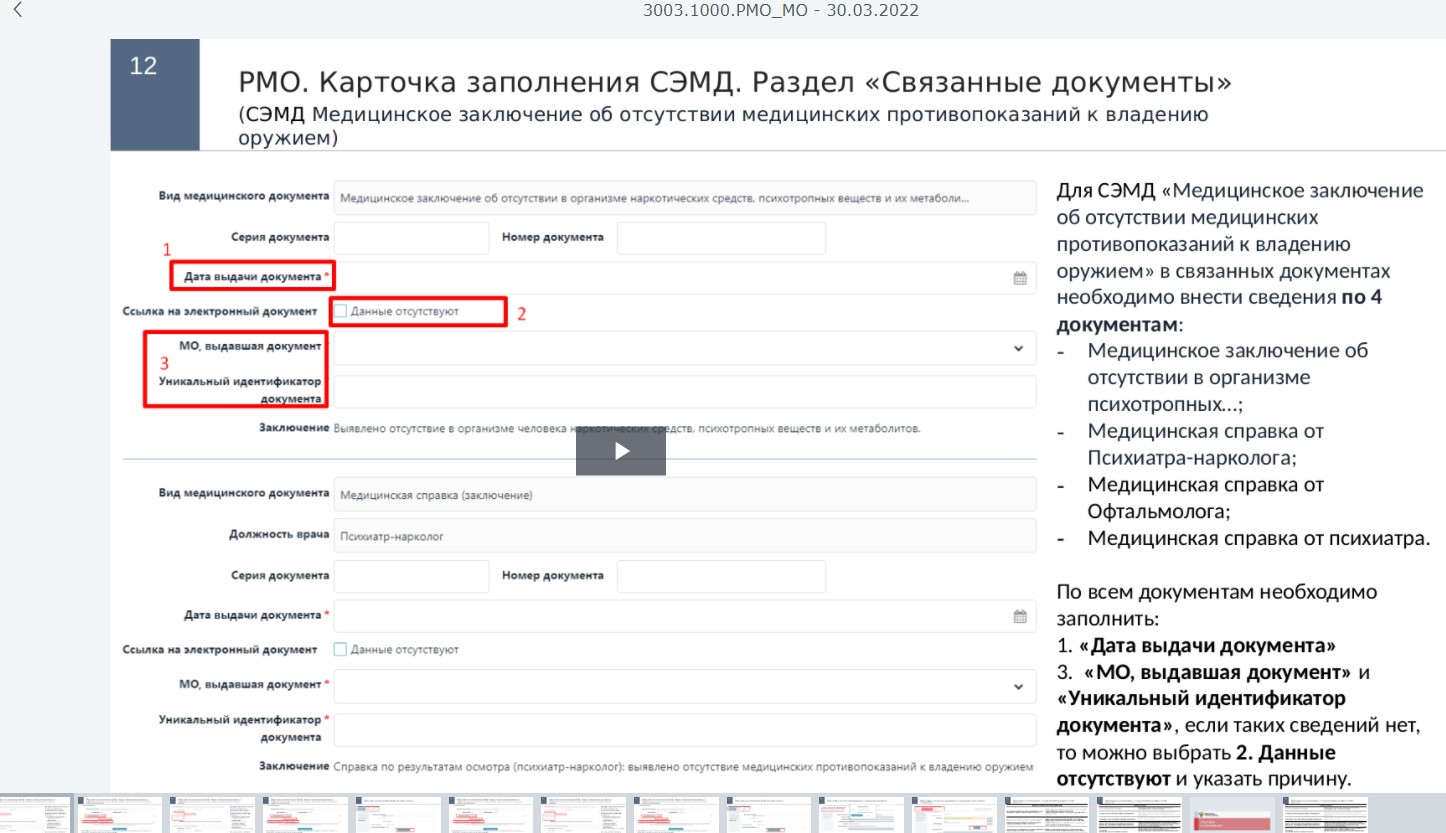 3003.1000.PMO_MO - 30.03.2022
12
РМО. Карточка заполнения СЭМД. Раздел «Связанные документы»
(СЭМД Медицинское заключение об отсутствии медицинских противопоказаний к владению
оружием)
Вид медицинского документа
Медицинское заключение об отсутствии в организме наркотических средств, психотропных веществ и их метаболи...
Серия документа
Номер документа
1
Дата выдачи документа *
Ссылка на электронный документ
Данные отсутствуют
2
МО, выдавшая документ
3
Уникальный идентификатор
документа
Заключение Выявлено отсутствие в организме человека наркотических средств, психотропных веществ и их метаболитов.
Вид медицинского документа
Медицинская справка (заключение)
Должность врача
Психиатр-нарколог
Серия документа
Номер документа
Дата выдачи документа *
Ссылка на электронный документ
Данные отсутствуют
МО, выдавшая документ *
Уникальный идентификатор *
документа
Заключение Справка по результатам осмотра (психиатр-нарколог): выявлено отсутствие медицинских противопоказаний к владению оружием
Для СЭМД «Медицинское заключение
об отсутствии медицинских
противопоказаний к владению
оружием» в связанных документах
необходимо внести сведения по 4
документам:
- Медицинское заключение об
отсутствии в организме
психотропных...;
- Медицинская справка от
Психиатра-нарколога;
- Медицинская справка от
Офтальмолога;
- Медицинская справка от психиатра.
По всем документам необходимо
заполнить:
1. «Дата выдачи документа»
3. «МО, выдавшая документ» и
«Уникальный идентификатор
документа», если таких сведений нет,
то можно выбрать 2. Данные
отсутствуют и указать причину.